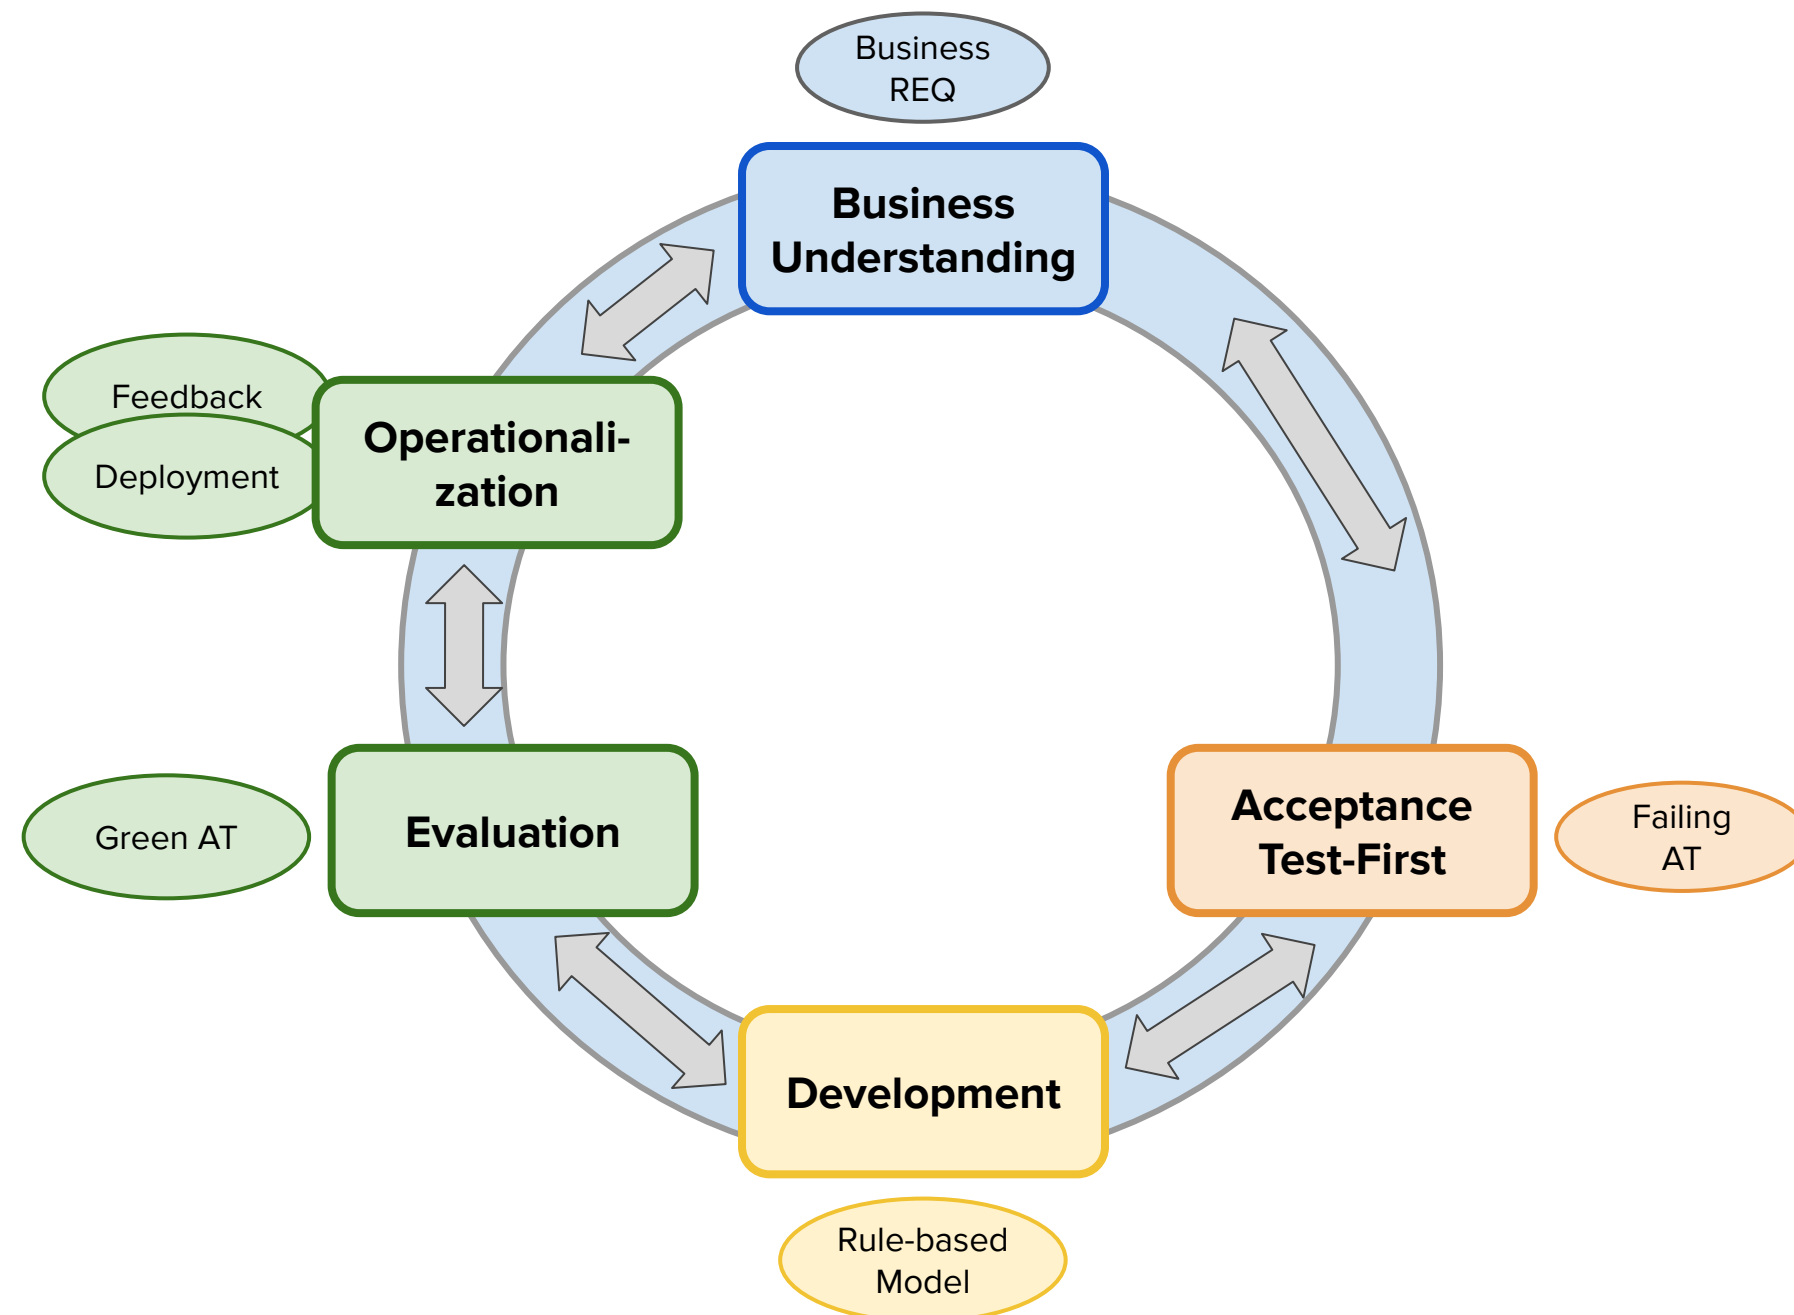 Business
REQ
Business
Understanding
Feedback
Deployment
Operationali-
zation
Green AT
Evaluation
Acceptance
Test-First
Failing
AT
Development
Rule-based
Model